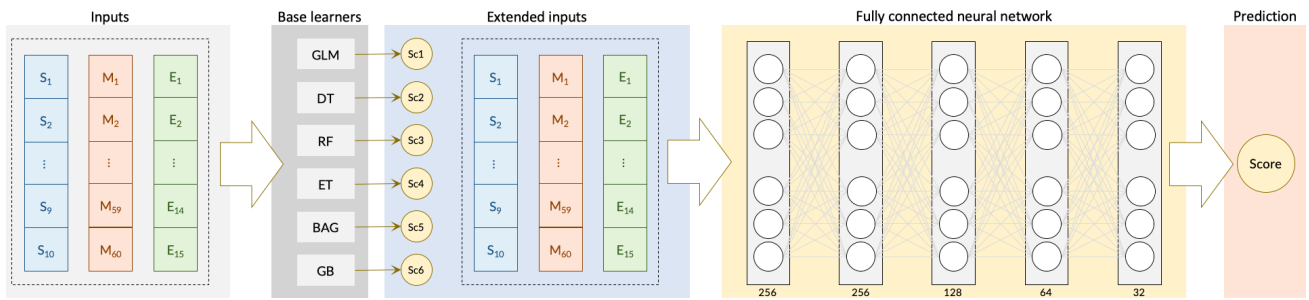 Inputs
Base learners
Extended inputs
Fully connected neural network
Prediction
S1
S2
⋮
S9
S10
M1
M2
⋮
M59
M60
E1
E2
⋮
E14
E15
GLM
DT
RF
ET
BAG
GB
Sc1
Sc2
Sc3
Sc4
Sc5
Sc6
S1
S2
⋮
S9
S10
M1
M2
⋮
M59
M60
E1
E2
⋮
E14
E15
256
256
128
64
32
Score